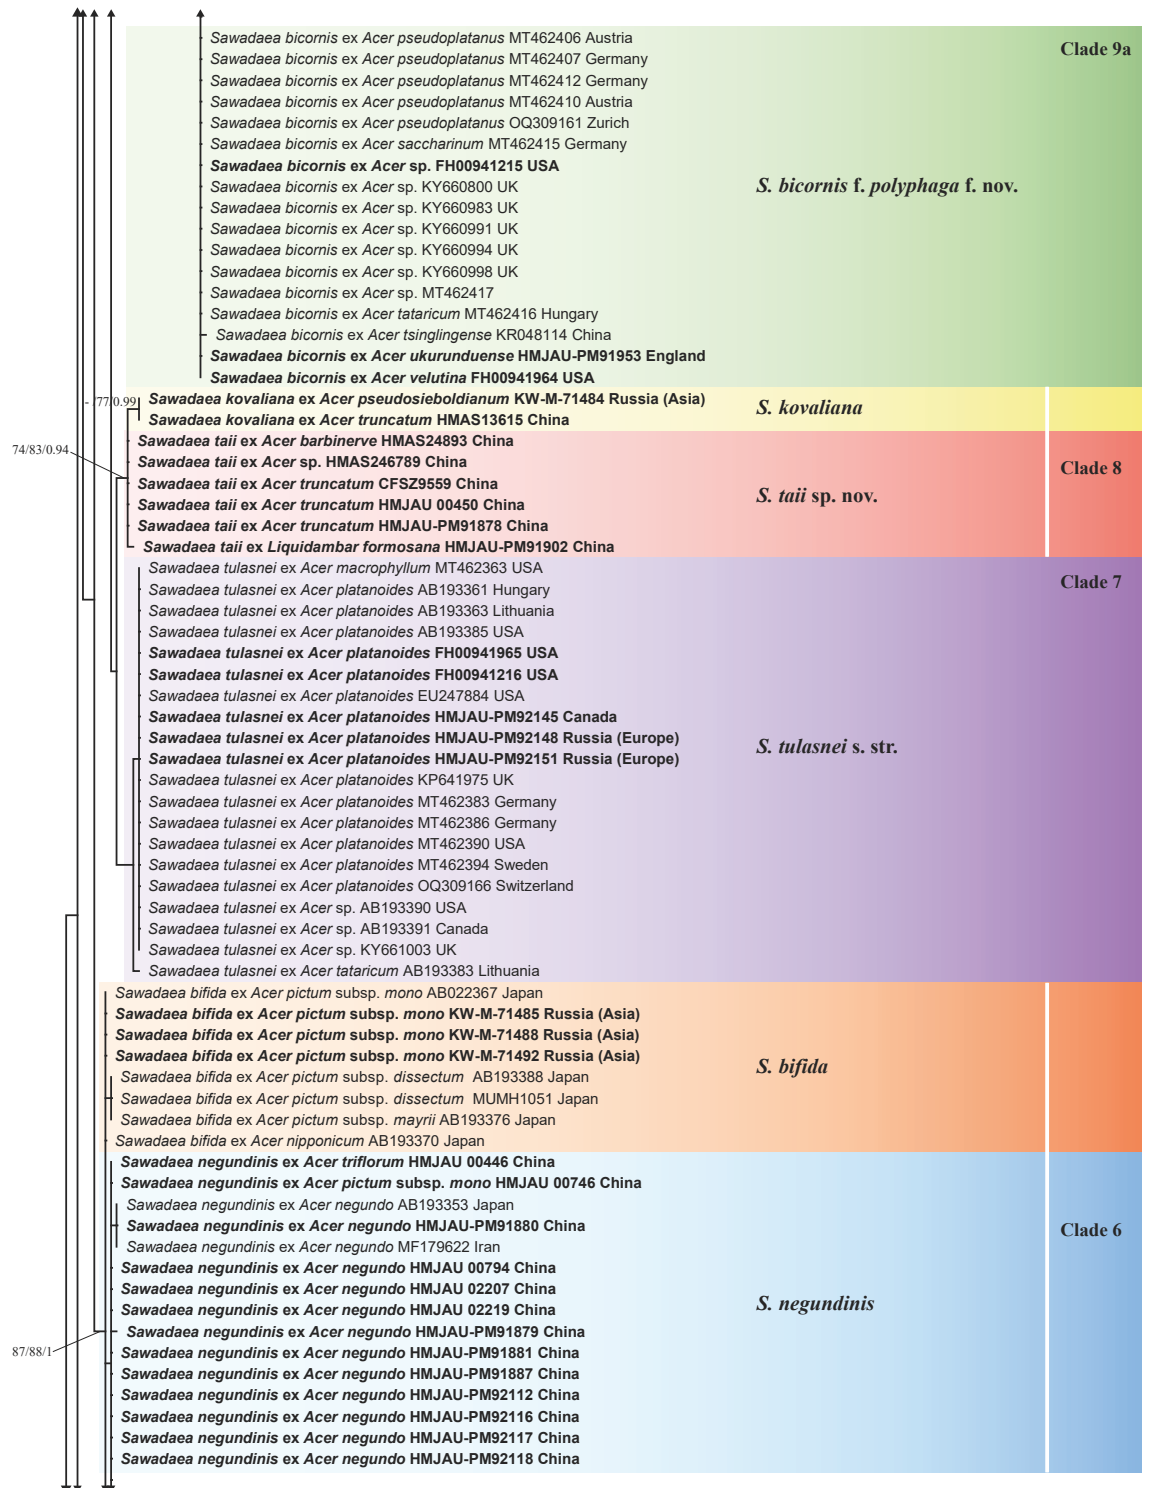 Sawadaea bicornis ex Acer pseudoplatanus MT462406 Austria
Clade 9a
Sawadaea bicornis ex Acer pseudoplatanus MT462407 Germany
Sawadaea bicornis ex Acer pseudoplatanus MT462412 Germany
Sawadaea bicornis ex Acer pseudoplatanus MT462410 Austria
Sawadaea bicornis ex Acer pseudoplatanus OQ309161 Zurich
Sawadaea bicornis ex Acer saccharinum MT462415 Germany
Sawadaea bicornis ex Acer sp. FH00941215 USA
Sawadaea bicornis ex Acer sp. KY660800 UK
S. bicornis f. polyphaga f. nov.
Sawadaea bicornis ex Acer sp. KY660983 UK
Sawadaea bicornis ex Acer sp. KY660991 UK
Sawadaea bicornis ex Acer sp. KY660994 UK
Sawadaea bicornis ex Acer sp. KY660998 UK
Sawadaea bicornis ex Acer sp. MT462417
Sawadaea bicornis ex Acer tataricum MT462416 Hungary
Sawadaea bicornis ex Acer tsinglingense KR048114 China
Sawadaea bicornis ex Acer ukurunduense HMJAU-PM91953 England
Sawadaea bicornis ex Acer velutina FH00941964 USA
- /77/0.99
Sawadaea kovaliana ex Acer pseudosieboldianum KW-M-71484 Russia (Asia)
S. kovaliana
Sawadaea kovaliana ex Acer truncatum HMAS13615 China
Sawadaea taii ex Acer barbinerve HMAS24893 China
74/83/0.94
Sawadaea taii ex Acer sp. HMAS246789 China
Clade 8
Sawadaea taii ex Acer truncatum CFSZ9559 China
S. taii sp. nov.
Sawadaea taii ex Acer truncatum HMJAU 00450 China
Sawadaea taii ex Acer truncatum HMJAU-PM91878 China
Sawadaea taii ex Liquidambar formosana HMJAU-PM91902 China
Sawadaea tulasnei ex Acer macrophyllum MT462363 USA
Clade 7
Sawadaea tulasnei ex Acer platanoides AB193361 Hungary
Sawadaea tulasnei ex Acer platanoides AB193363 Lithuania
Sawadaea tulasnei ex Acer platanoides AB193385 USA
Sawadaea tulasnei ex Acer platanoides FH00941965 USA
Sawadaea tulasnei ex Acer platanoides FH00941216 USA
Sawadaea tulasnei ex Acer platanoides EU247884 USA
Sawadaea tulasnei ex Acer platanoides HMJAU-PM92145 Canada
Sawadaea tulasnei ex Acer platanoides HMJAU-PM92148 Russia (Europe)
S. tulasnei s. str.
Sawadaea tulasnei ex Acer platanoides HMJAU-PM92151 Russia (Europe)
Sawadaea tulasnei ex Acer platanoides KP641975 UK
Sawadaea tulasnei ex Acer platanoides MT462383 Germany
Sawadaea tulasnei ex Acer platanoides MT462386 Germany
Sawadaea tulasnei ex Acer platanoides MT462390 USA
Sawadaea tulasnei ex Acer platanoides MT462394 Sweden
Sawadaea tulasnei ex Acer platanoides OQ309166 Switzerland
Sawadaea tulasnei ex Acer sp. AB193390 USA
Sawadaea tulasnei ex Acer sp. AB193391 Canada
Sawadaea tulasnei ex Acer sp. KY661003 UK
Sawadaea tulasnei ex Acer tataricum AB193383 Lithuania
Sawadaea bifida ex Acer pictum subsp. mono AB022367 Japan
Sawadaea bifida ex Acer pictum subsp. mono KW-M-71485 Russia (Asia)
Sawadaea bifida ex Acer pictum subsp. mono KW-M-71488 Russia (Asia)
Sawadaea bifida ex Acer pictum subsp. mono KW-M-71492 Russia (Asia)
S. bifida
Sawadaea bifida ex Acer pictum subsp. dissectum AB193388 Japan
Sawadaea bifida ex Acer pictum subsp. dissectum MUMH1051 Japan
Sawadaea bifida ex Acer pictum subsp. mayrii AB193376 Japan
Sawadaea bifida ex Acer nipponicum AB193370 Japan
Sawadaea negundinis ex Acer triflorum HMJAU 00446 China
Sawadaea negundinis ex Acer pictum subsp. mono HMJAU 00746 China
Sawadaea negundinis ex Acer negundo AB193353 Japan
Sawadaea negundinis ex Acer negundo HMJAU-PM91880 China
Clade 6
Sawadaea negundinis ex Acer negundo MF179622 Iran
Sawadaea negundinis ex Acer negundo HMJAU 00794 China
Sawadaea negundinis ex Acer negundo HMJAU 02207 China
S. negundinis
Sawadaea negundinis ex Acer negundo HMJAU 02219 China
Sawadaea negundinis ex Acer negundo HMJAU-PM91879 China
87/88/1
Sawadaea negundinis ex Acer negundo HMJAU-PM91881 China
Sawadaea negundinis ex Acer negundo HMJAU-PM91887 China
Sawadaea negundinis ex Acer negundo HMJAU-PM92112 China
Sawadaea negundinis ex Acer negundo HMJAU-PM92116 China
Sawadaea negundinis ex Acer negundo HMJAU-PM92117 China
Sawadaea negundinis ex Acer negundo HMJAU-PM92118 China